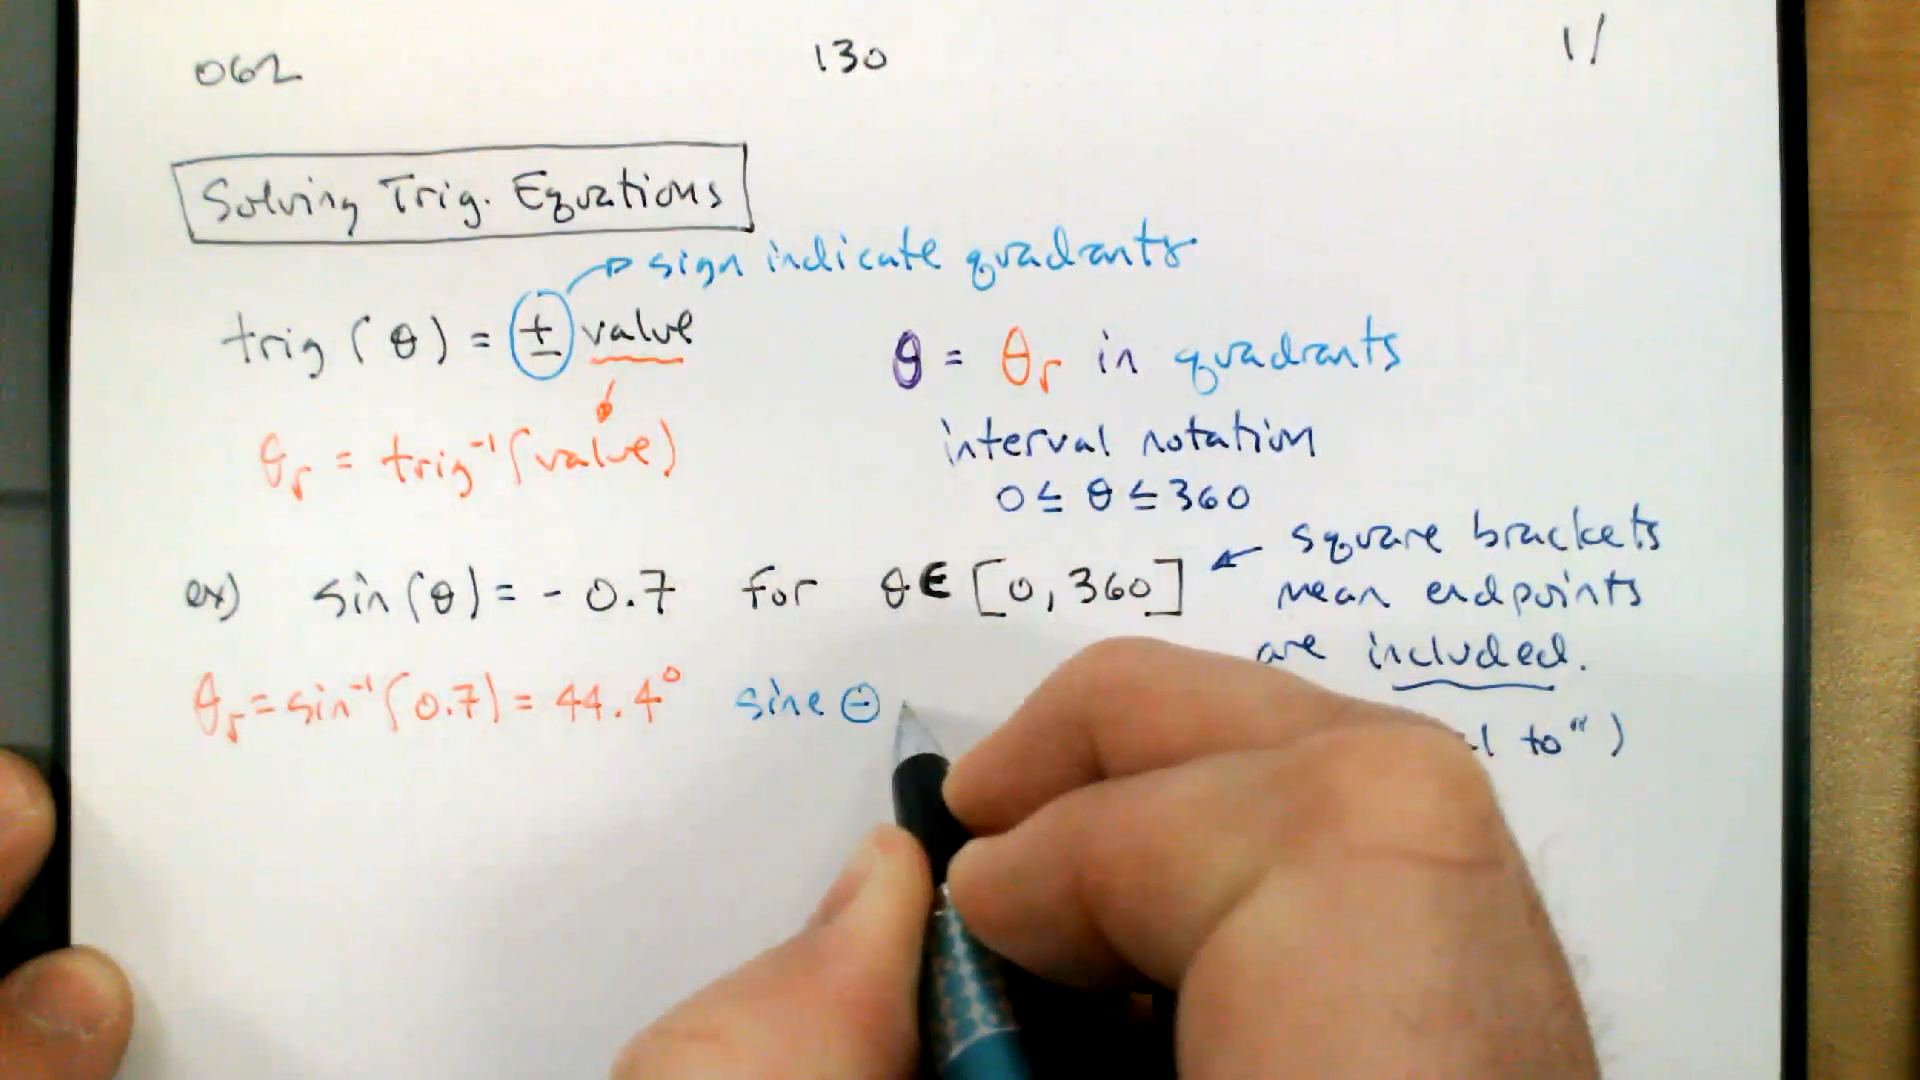 062 130 1/
Solving Trig. Equations
sign indicate quadrants
trig (θ) = ± value
θ = θr in quadrants
θr = trig⁻¹(value)
interval notation
0 ≤ θ ≤ 360
ex) sin(θ) = - 0.7 for θ ∈ [0, 360]
square brackets
mean endpoints
are included.
to")
θr = sin⁻¹(0.7) = 44.4° sine ⊖